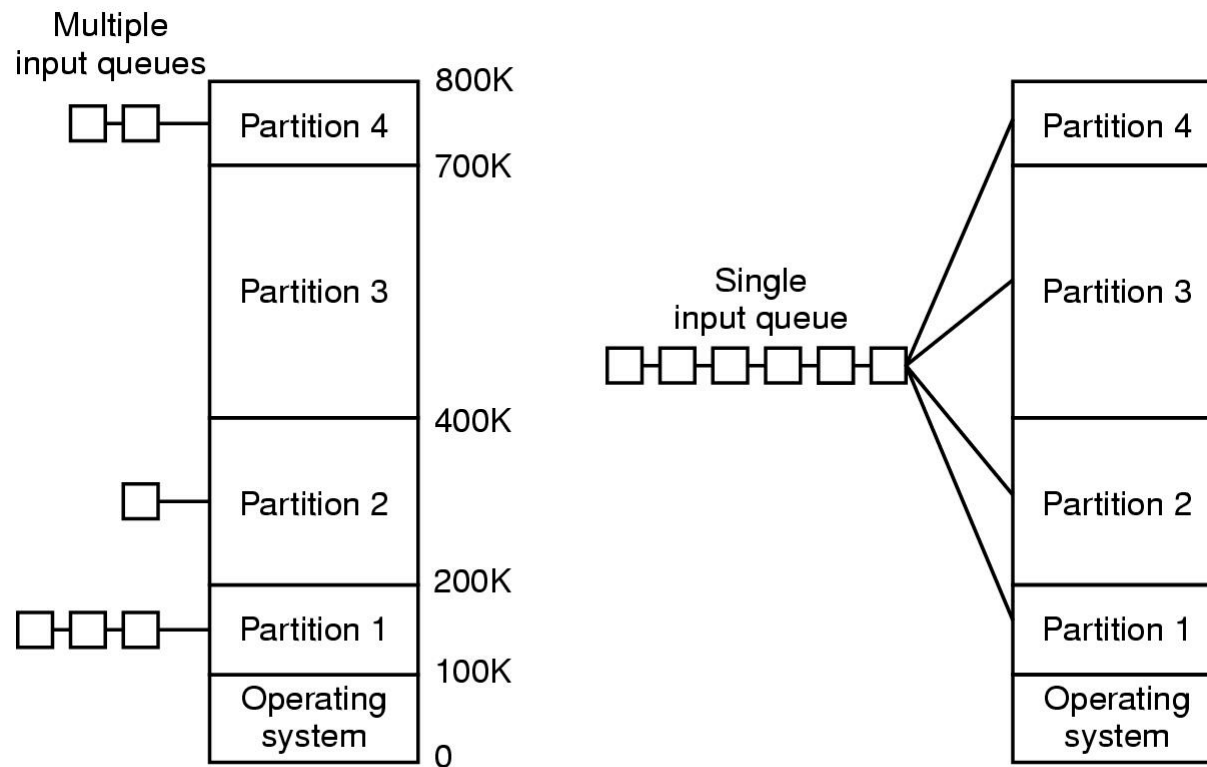 Multiple
input queues
800K
Partition 4
700K
Partition 3
400K
Partition 2
200K
Partition 1
100K
Operating
system
0
Single
input queue
Partition 4
Partition 3
Partition 2
Partition 1
Operating
system